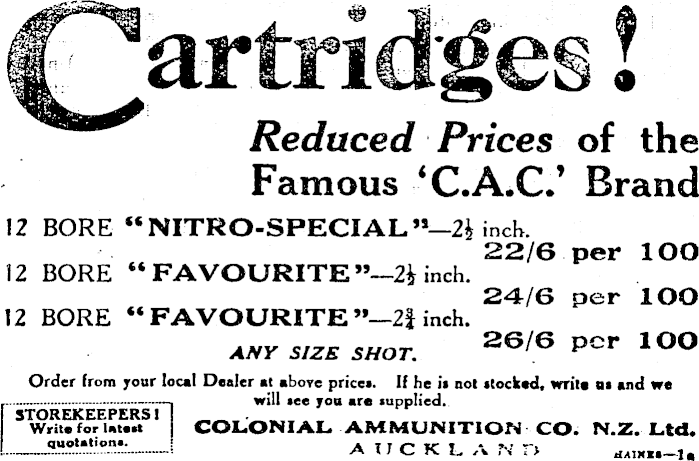 Cartridges!
Reduced Prices of the
Famous 'C.A.C.' Brand
12 BORE "NITRO-SPECIAL"—2½ inch.
22/6 per 100
12 BORE "FAVOURITE"—2½ inch.
24/6 per 100
12 BORE "FAVOURITE"—2¾ inch.
26/6 per 100
ANY SIZE SHOT.
Order from your local Dealer at above prices. If he is not stocked, write us and we
will see you are supplied.
STOREKEEPERS!
Write for latest
quotations.
COLONIAL AMMUNITION CO. N.Z. Ltd.
AUCKLAND
HAINES—1a